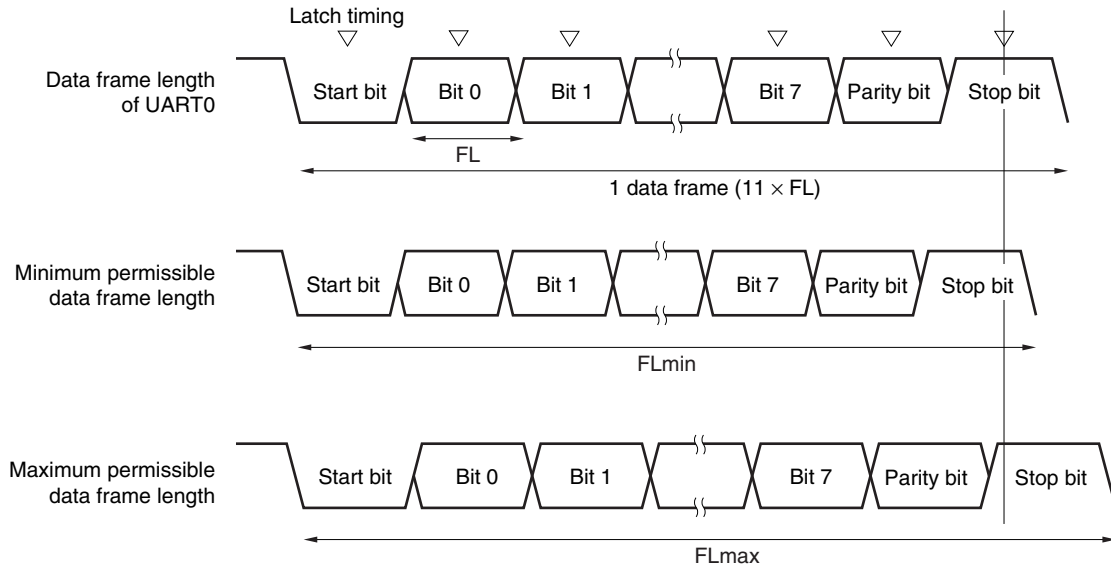 Latch timing
Data frame length
of UART0
Start bit
Bit 0
Bit 1
Bit 7
Parity bit
Stop bit
FL
1 data frame (11 × FL)
Minimum permissible
data frame length
Start bit
Bit 0
Bit 1
Bit 7
Parity bit
Stop bit
FLmin
Maximum permissible
data frame length
Start bit
Bit 0
Bit 1
Bit 7
Parity bit
Stop bit
FLmax